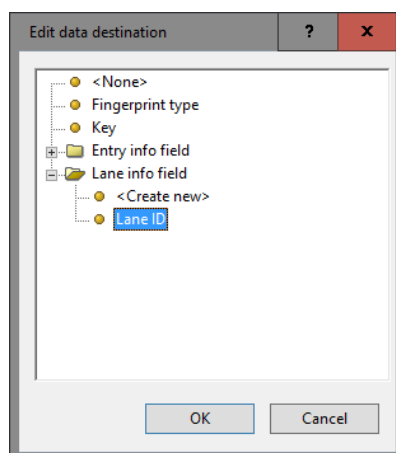 Edit data destination ? x
<None>
Fingerprint type
Key
Entry info field
Lane info field
<Create new>
Lane ID
OK Cancel